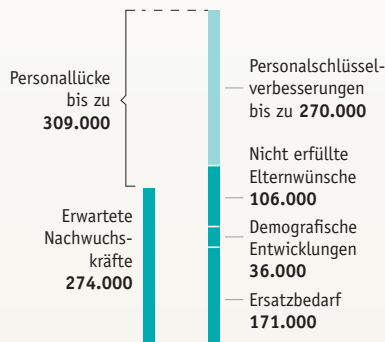 Personallücke
bis zu
309.000
Erwartete
Nachwuchs-
kräfte
274.000
Personalschlüssel-
verbesserungen
bis zu 270.000
Nicht erfüllte
Elternwünsche
106.000
Demografische
Entwicklungen
36.000
Ersatzbedarf
171.000